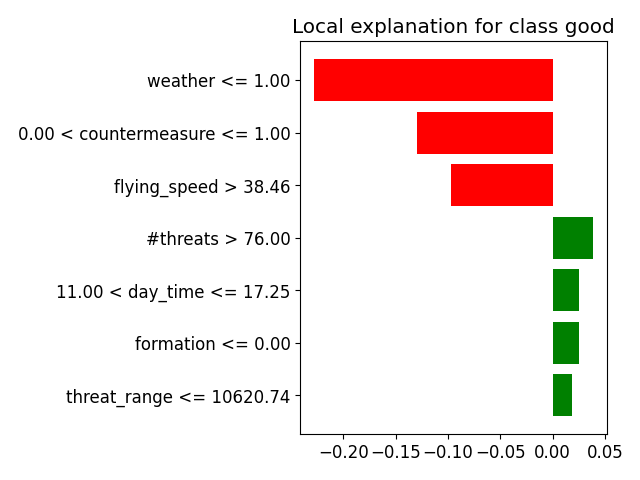 Local explanation for class good
weather <= 1.00
0.00 < countermeasure <= 1.00
flying_speed > 38.46
#threats > 76.00
11.00 < day_time <= 17.25
formation <= 0.00
threat_range <= 10620.74
−0.20 −0.15 −0.10 −0.05 0.00 0.05